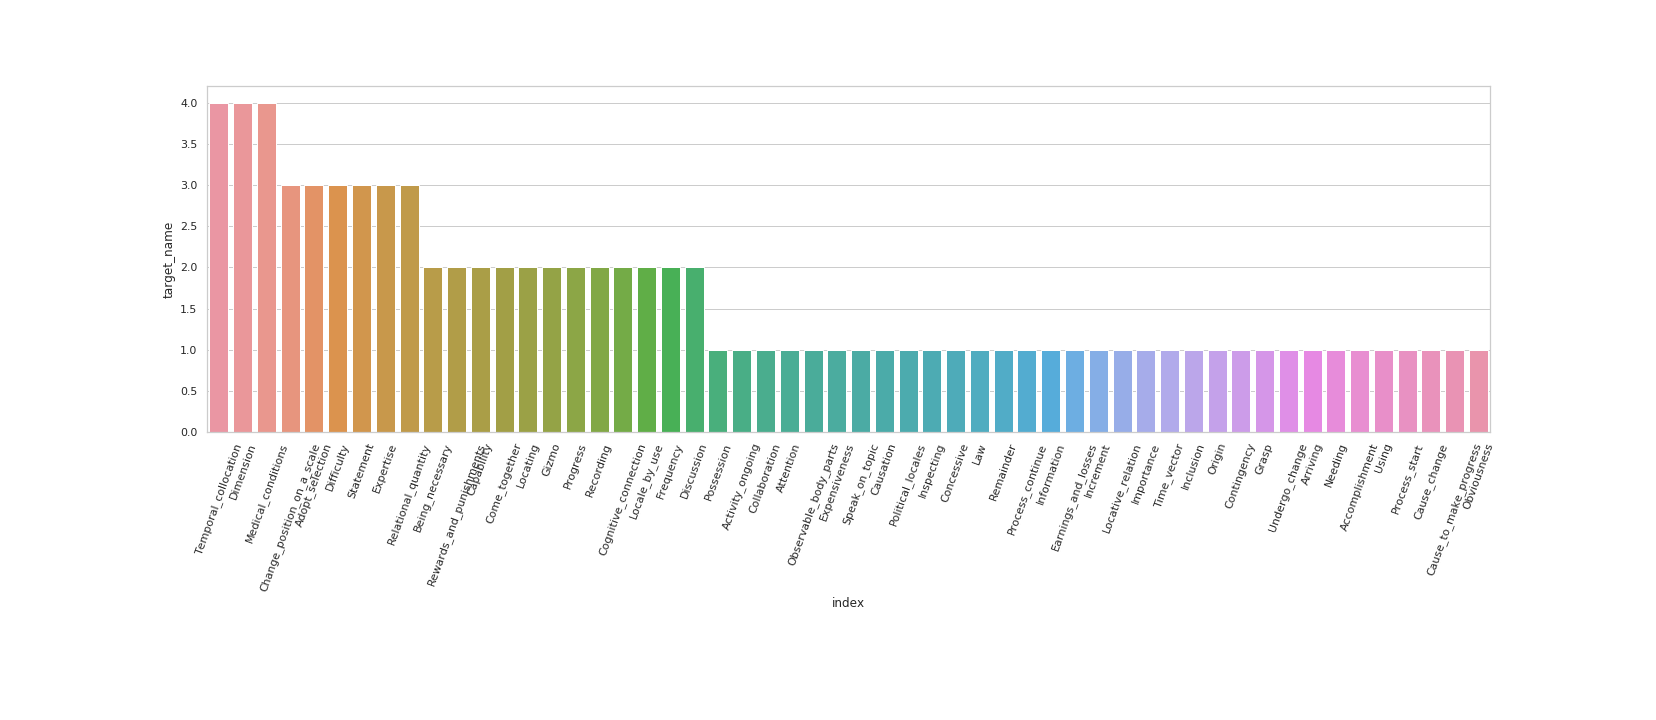 4.0
3.5
3.0
2.5
2.0
1.5
1.0
0.5
0.0
target_name
Temporal_collocation
Dimension
Medical_conditions
Change_position_on_a_scale
Adopt_selection
Difficulty
Statement
Expertise
Relational_quantity
Being_necessary
Rewards_and_punishments
Capability
Come_together
Locating
Gizmo
Progress
Recording
Cognitive_connection
Locale_by_use
Frequency
Discussion
Possession
Activity_ongoing
Collaboration
Attention
Observable_body_parts
Expensiveness
Speak_on_topic
Causation
Political_locales
Inspecting
Concessive
Law
Remainder
Process_continue
Information
Earnings_and_losses
Increment
Locative_relation
Importance
Time_vector
Inclusion
Origin
Contingency
Grasp
Undergo_change
Arriving
Needing
Accomplishment
Using
Process_start
Cause_change
Cause_to_make_progress
Obviousness
index